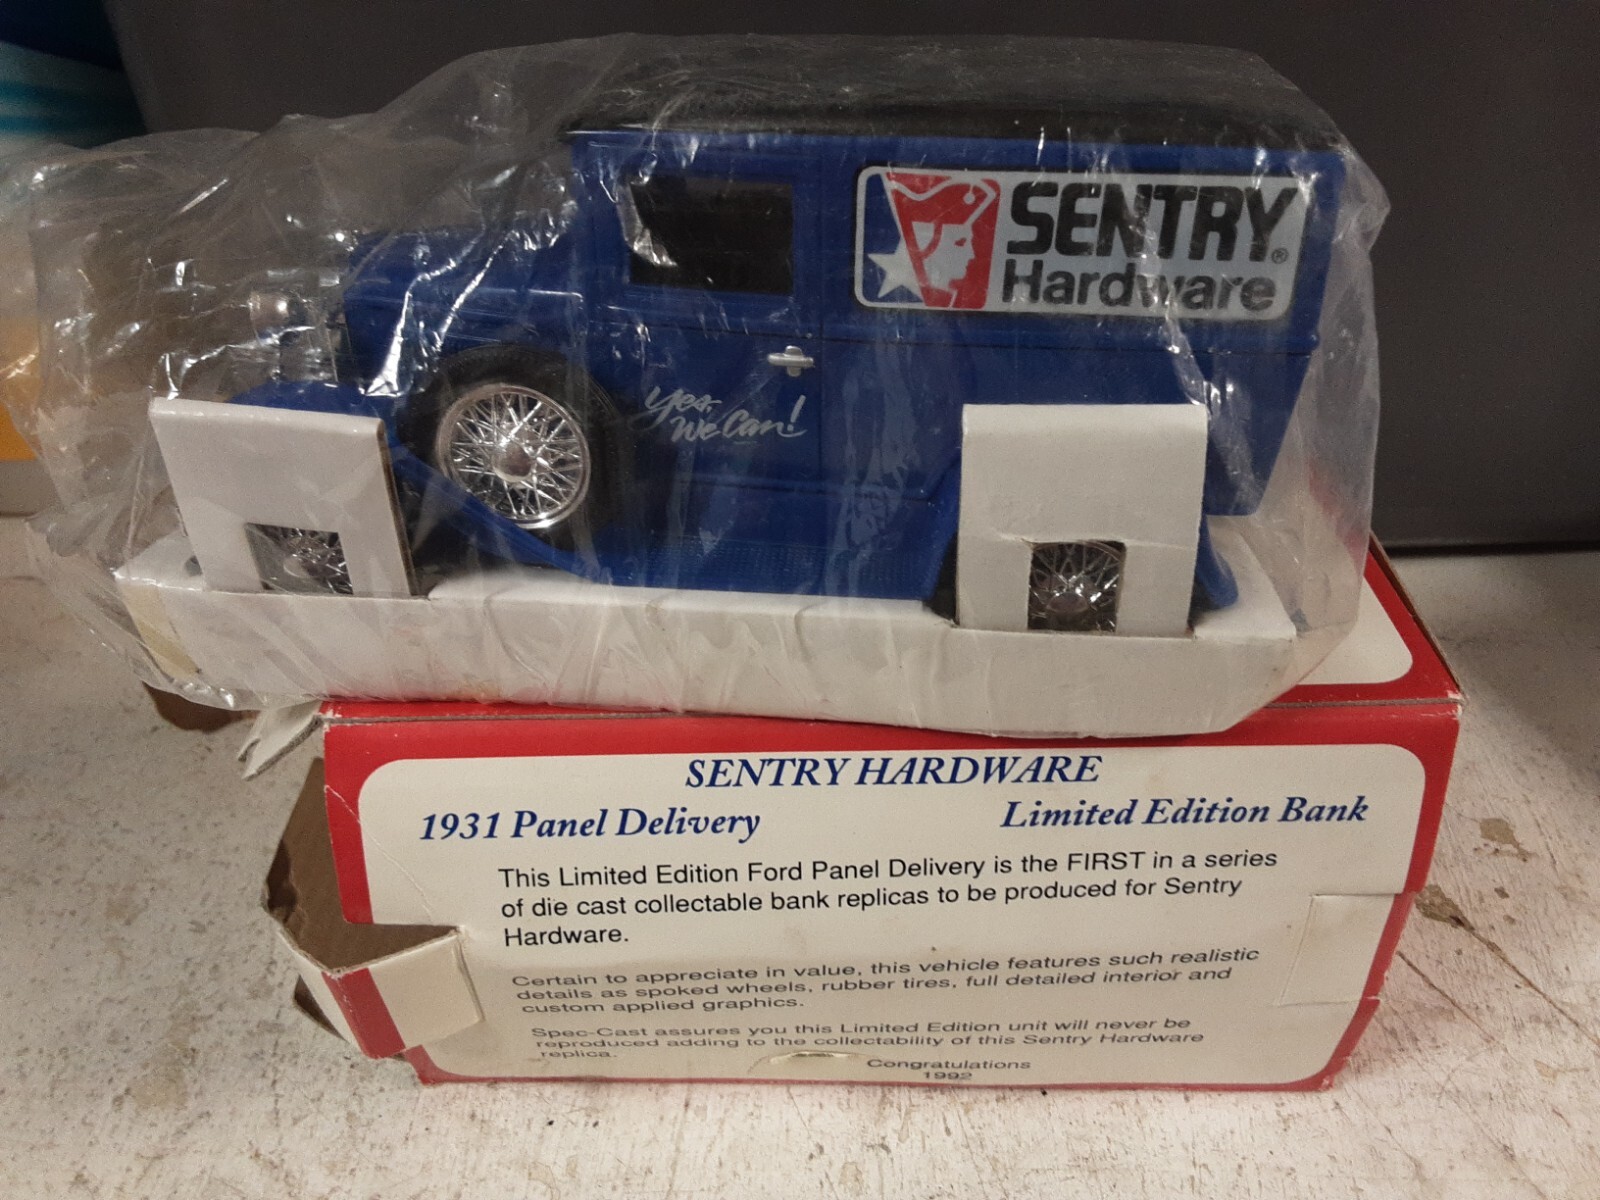 SENTRY®
Hardware
Yes,
We Can!
SENTRY HARDWARE
1931 Panel Delivery
Limited Edition Bank
This Limited Edition Ford Panel Delivery is the FIRST in a series
of die cast collectable bank replicas to be produced for Sentry
Hardware.
Certain to appreciate in value, this vehicle features such realistic
details as spoked wheels, rubber tires, full detailed interior and
custom applied graphics.
Spec-Cast assures you this Limited Edition unit will never be
reproduced adding to the collectability of this Sentry Hardware
replica.
Congratulations
1992